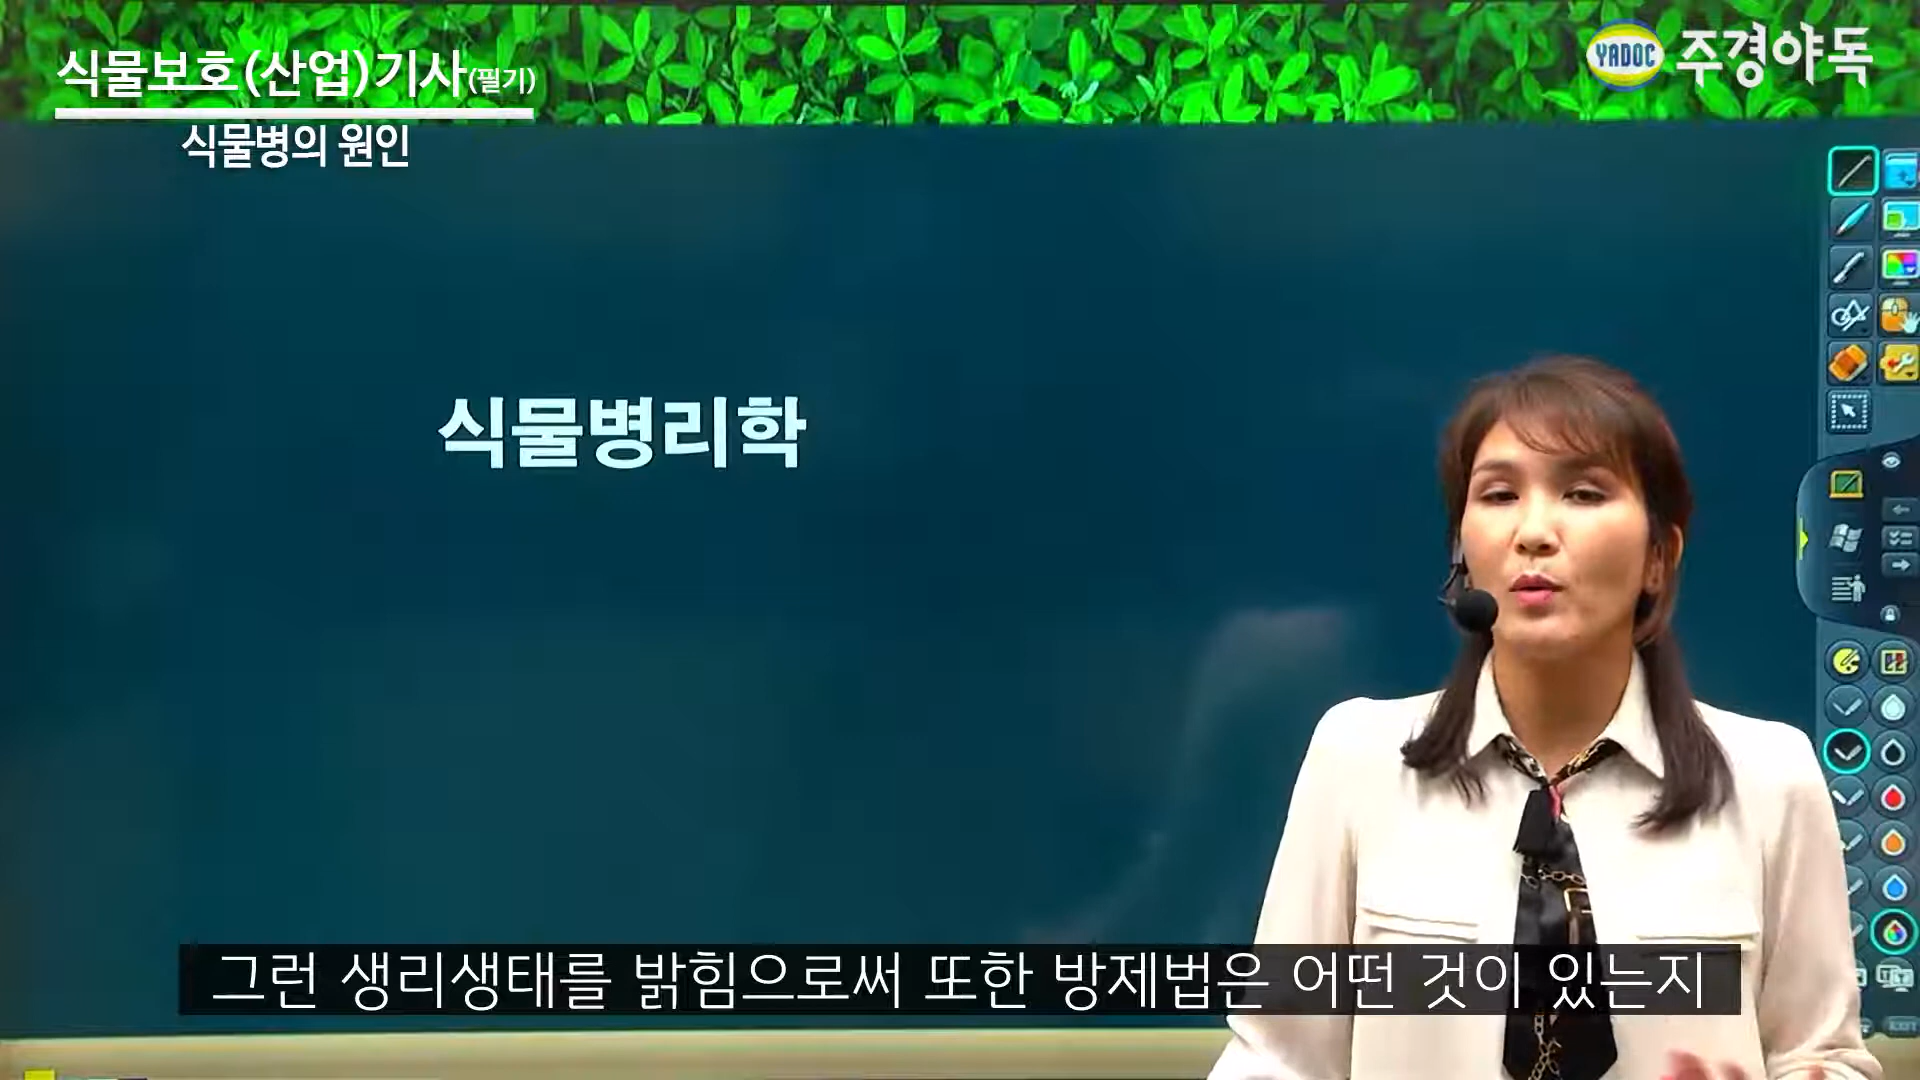 식물보호(산업)기사(필기)
식물병의 원인
YADOC 주경야독
식물병리학
그런 생리생태를 밝힘으로써 또한 방제법은 어떤 것이 있는지